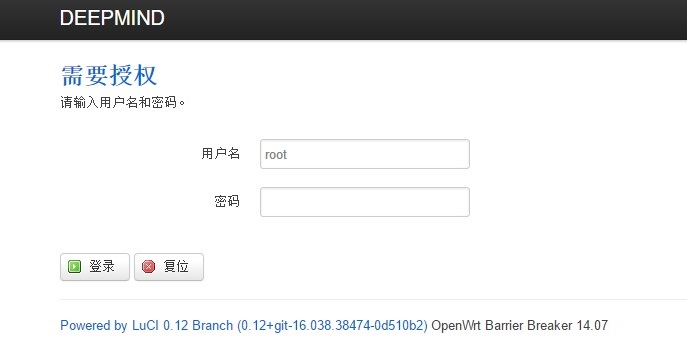 DEEPMIND
需要授权
请输入用户名和密码。
用户名 root
密码
登录 复位
Powered by LuCI 0.12 Branch (0.12+git-16.038.38474-0d510b2) OpenWrt Barrier Breaker 14.07